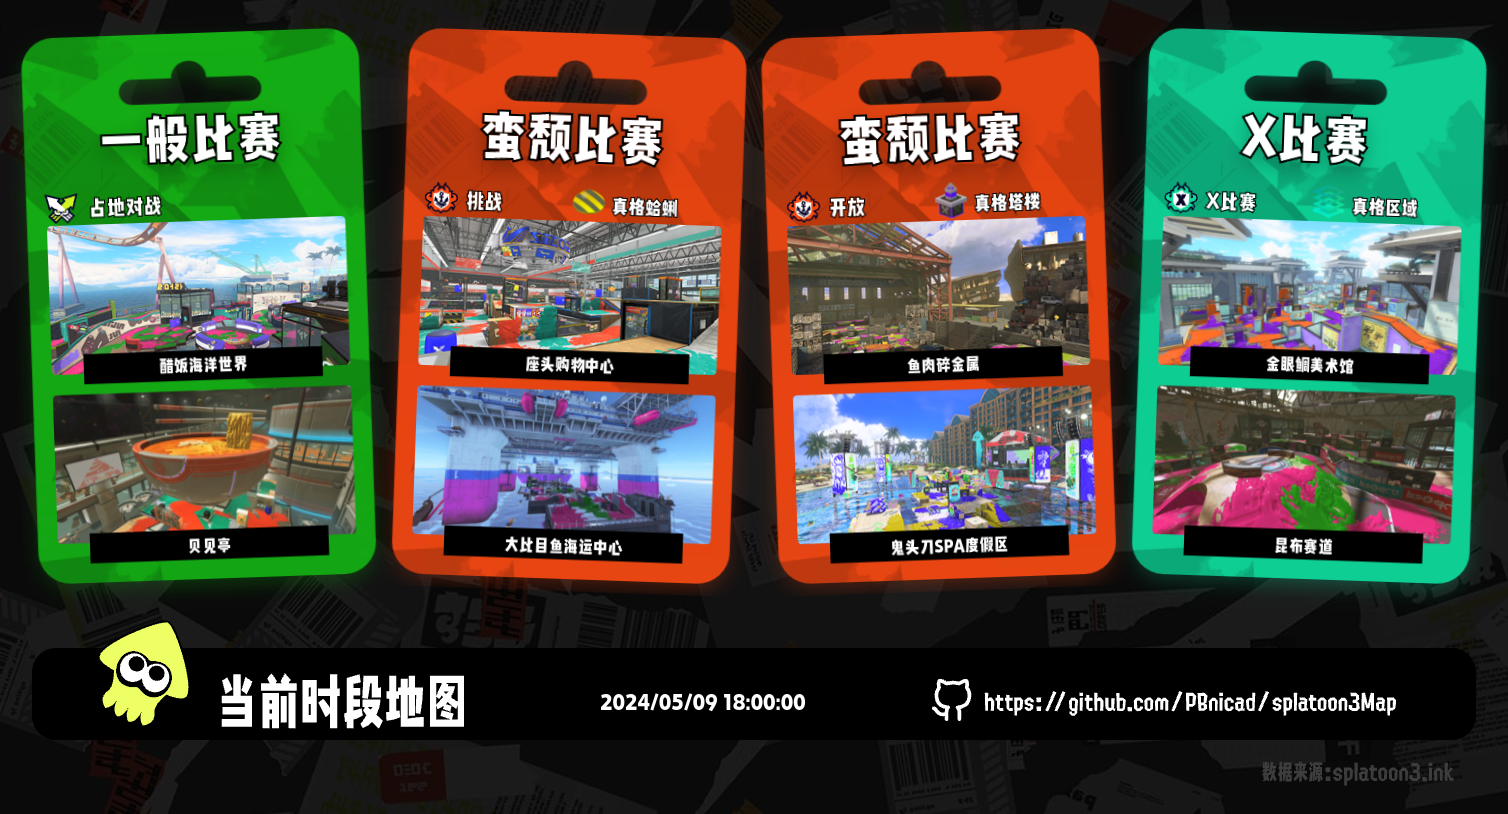 一般比赛
占地对战
醋饭海洋世界
贝见亭
蛮颓比赛
挑战
真格蛤蜊
座头购物中心
大比目鱼海运中心
蛮颓比赛
开放
真格塔楼
鱼肉碎金属
鬼头刀SPA度假区
X比赛
X比赛
真格区域
金眼鲷美术馆
昆布赛道
当前时段地图
2024/05/09 18:00:00
https://github.com/PBnicad/splatoon3Map
数据来源:splatoon3.ink